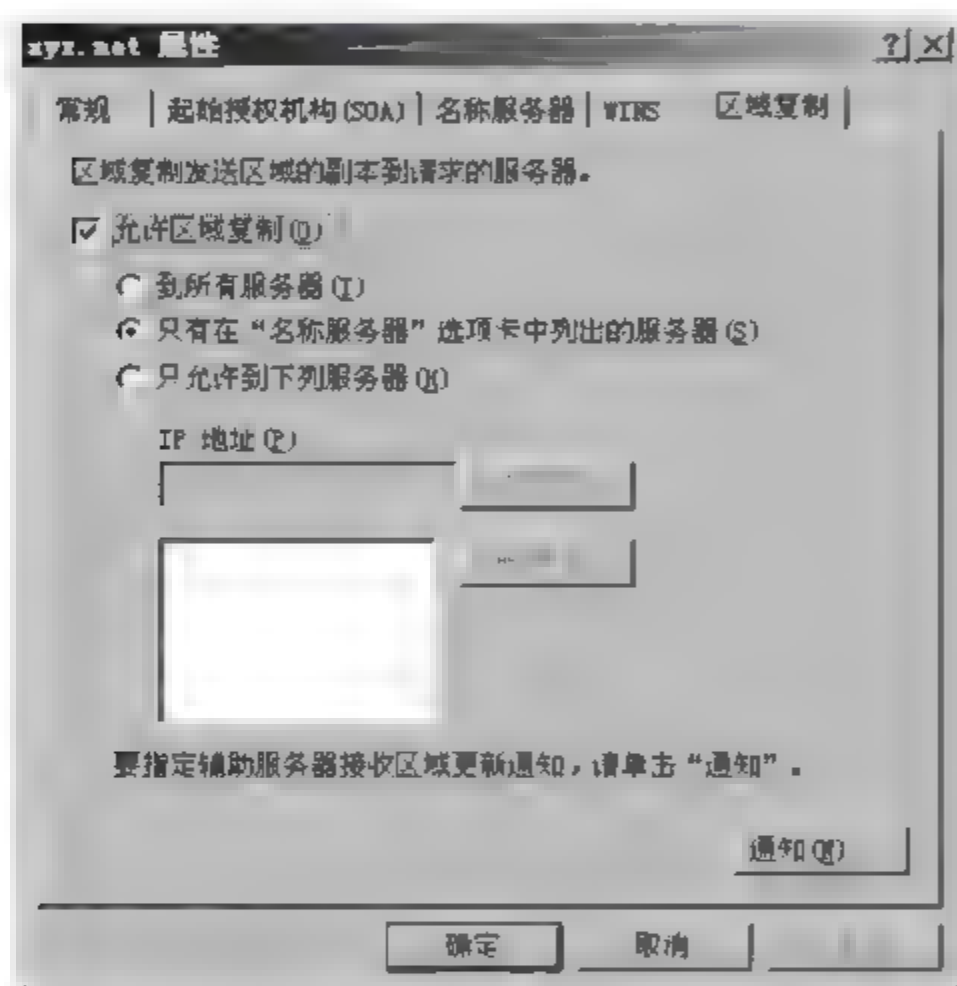 xyz.net 属性
常规 起始授权机构(SOA) 名称服务器 WINS 区域复制
区域复制发送区域的副本到请求的服务器。
允许区域复制(O)
到所有服务器(T)
只有在“名称服务器”选项卡中列出的服务器(S)
只允许到下列服务器(H)
IP 地址(P)
要指定辅助服务器接收区域更新通知，请单击“通知”.
通知(N)
确定 取消